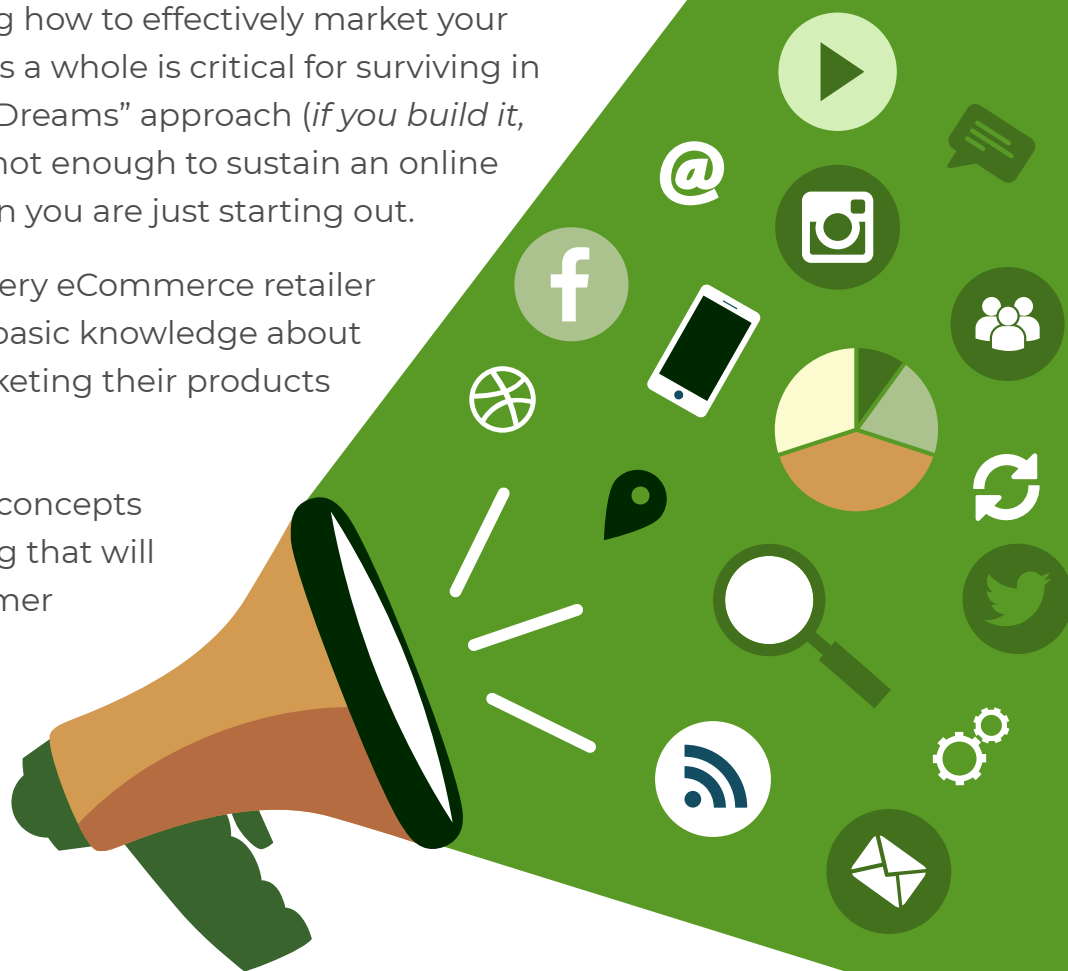 g how to effectively market your
s a whole is critical for surviving in
Dreams” approach (if you build it,
not enough to sustain an online
n you are just starting out.
ery eCommerce retailer
basic knowledge about
keting their products
concepts
g that will
mer
@